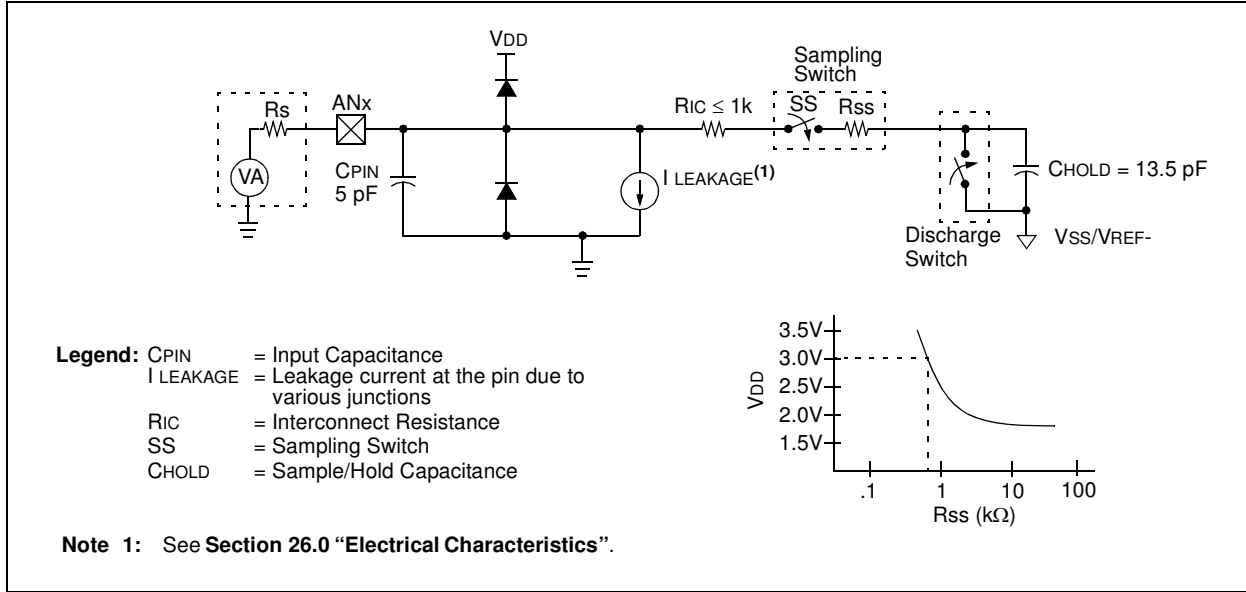 VDD
Sampling
Switch
Rs
ANx
RIC ≤ 1k
SS
RSS
VA
CPIN
5 pF
I LEAKAGE(1)
CHOLD = 13.5 pF
Discharge
Switch
VSS/VREF-
Legend: CPIN = Input Capacitance
I LEAKAGE = Leakage current at the pin due to
various junctions
RIC = Interconnect Resistance
SS = Sampling Switch
CHOLD = Sample/Hold Capacitance
VDD
3.5V
3.0V
2.5V
2.0V
1.5V
.1 1 10 100
Rss (kΩ)
Note 1: See Section 26.0 “Electrical Characteristics”.